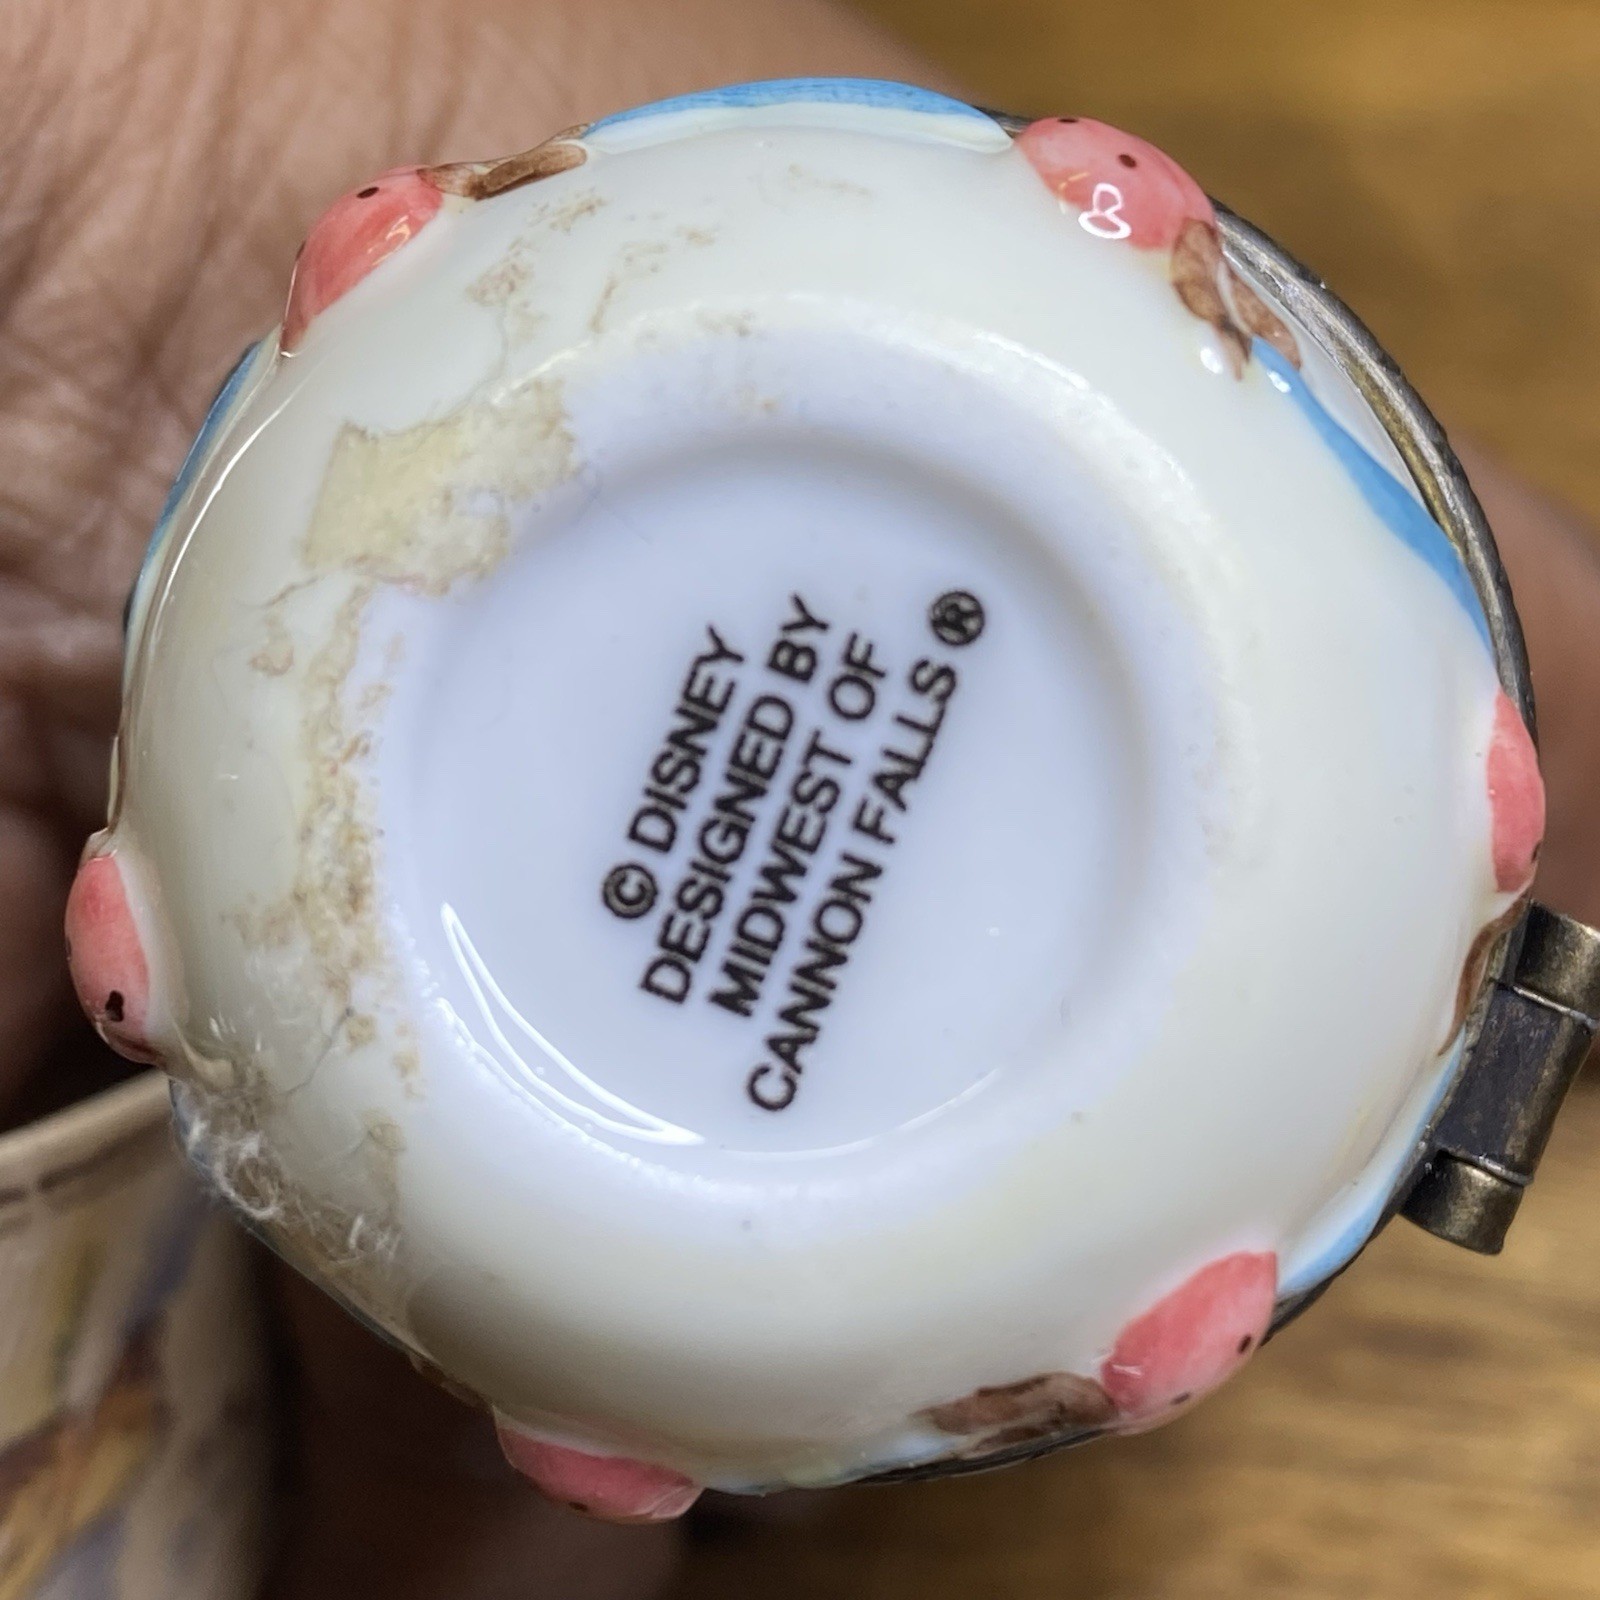 © DISNEY
DESIGNED BY
MIDWEST OF
CANNON FALLS ®